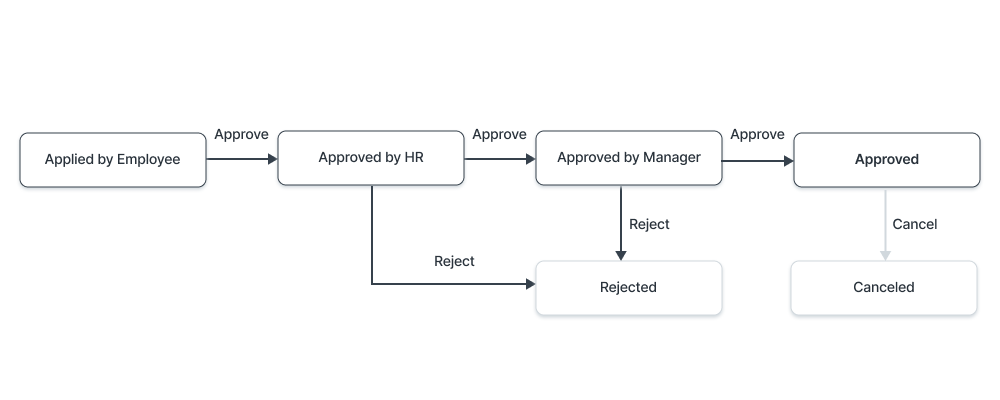 Approve
Approve
Approve
Applied by Employee
Approved by HR
Approved by Manager
Approved
Reject
Cancel
Reject
Rejected
Canceled